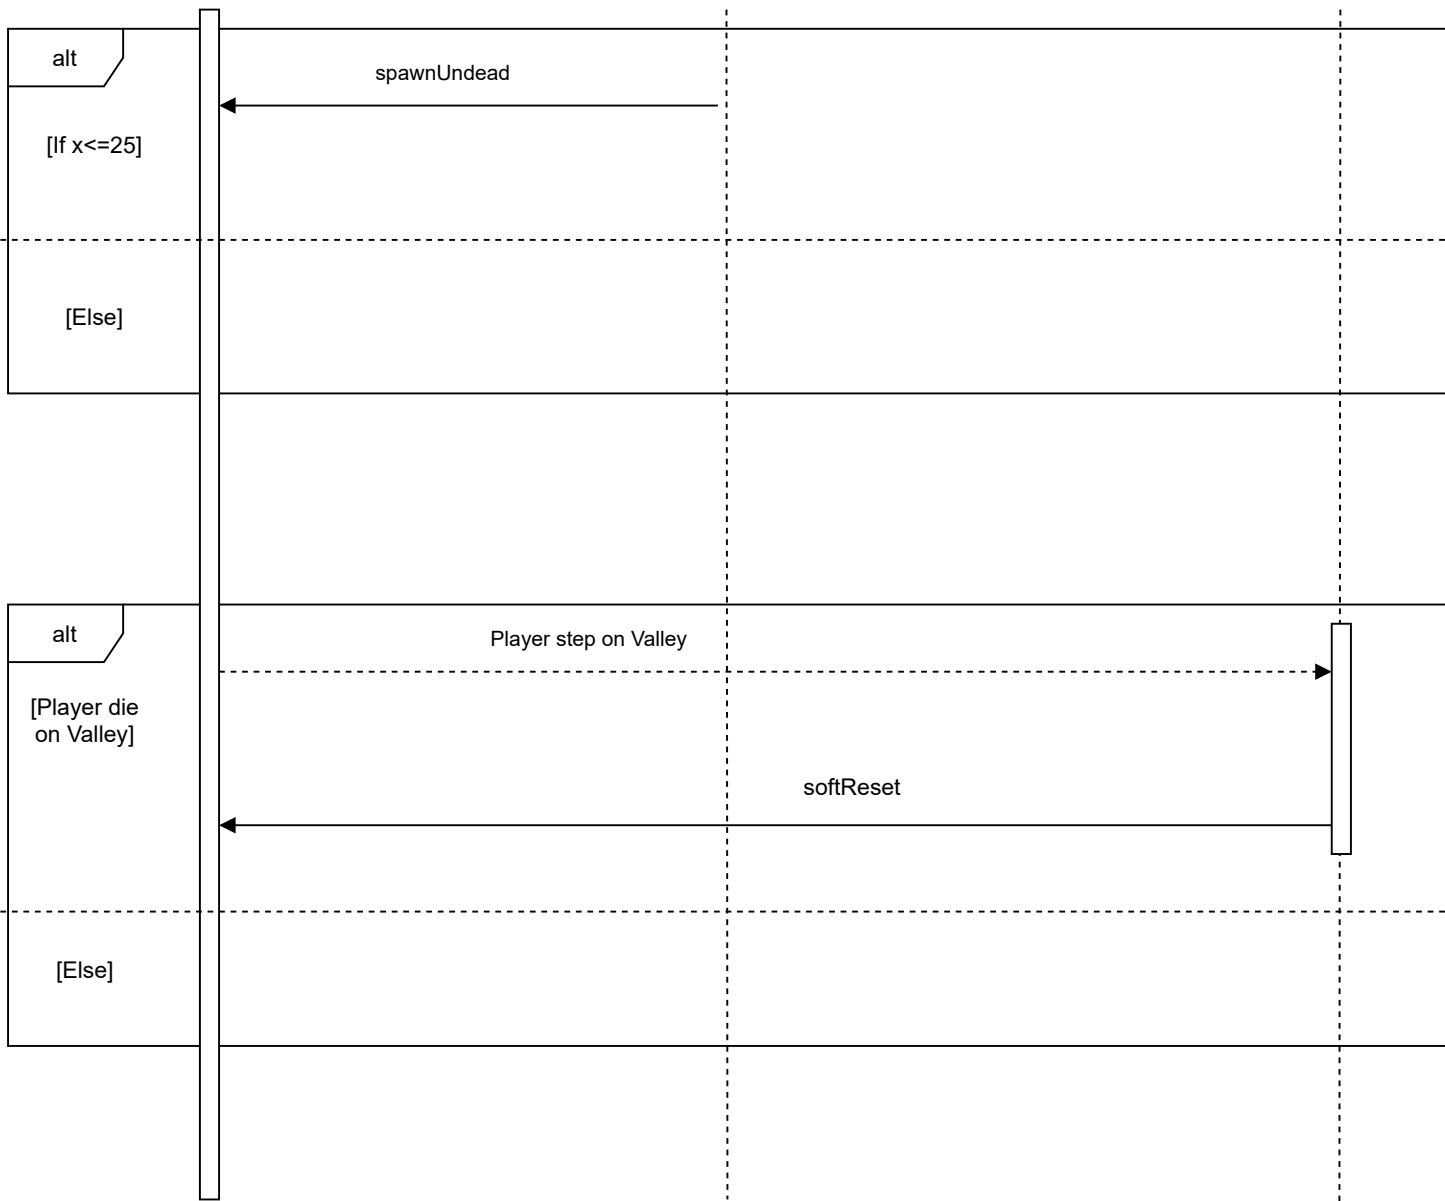 alt
spawnUndead
[If x<=25]
[Else]
alt
Player step on Valley
[Player die
on Valley]
softReset
[Else]